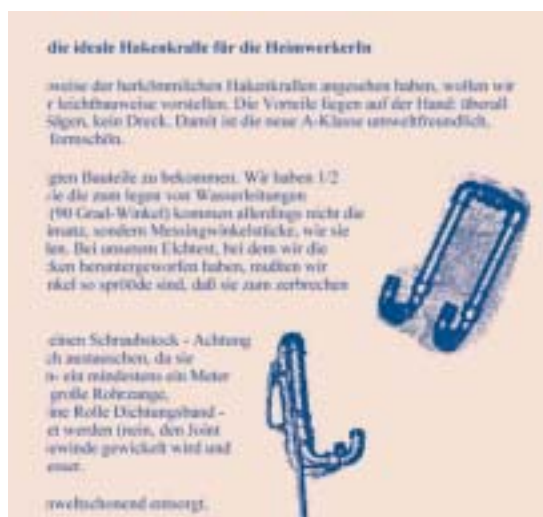 die ideale Hakenkralle für die HeimwerkerIn
weise der herkömmlichen Hakenkrallen angesehen haben, wollen wir
r leichtbauweise vorstellen. Die Vorteile liegen auf der Hand: überall
Sägen, kein Dreck. Damit ist die neue A-Klasse umweltfreundlich,
formschön.
gten Bauteile zu bekommen. Wir haben 1/2
ie die zum legen von Wasserleitungen
(90 Grad-Winkel) kommen allerdings nicht die
insatz, sondern Messingwinkelstücke, wie sie
len. Bei unserem Elchtest, bei dem wir die
ken heruntergeworfen haben, mußten wir
nkel so sprööde sind, daß sie zum zerbrechen
einen Schraubstock - Achtung
ch austauschen, da sie
n- ein mindestens ein Meter
große Rohrzange,
ine Rolle Dichtungsband -
et werden (nein, den Joint
ewinde gewickelt wird und
esser.
mweltschonend entsorgt.